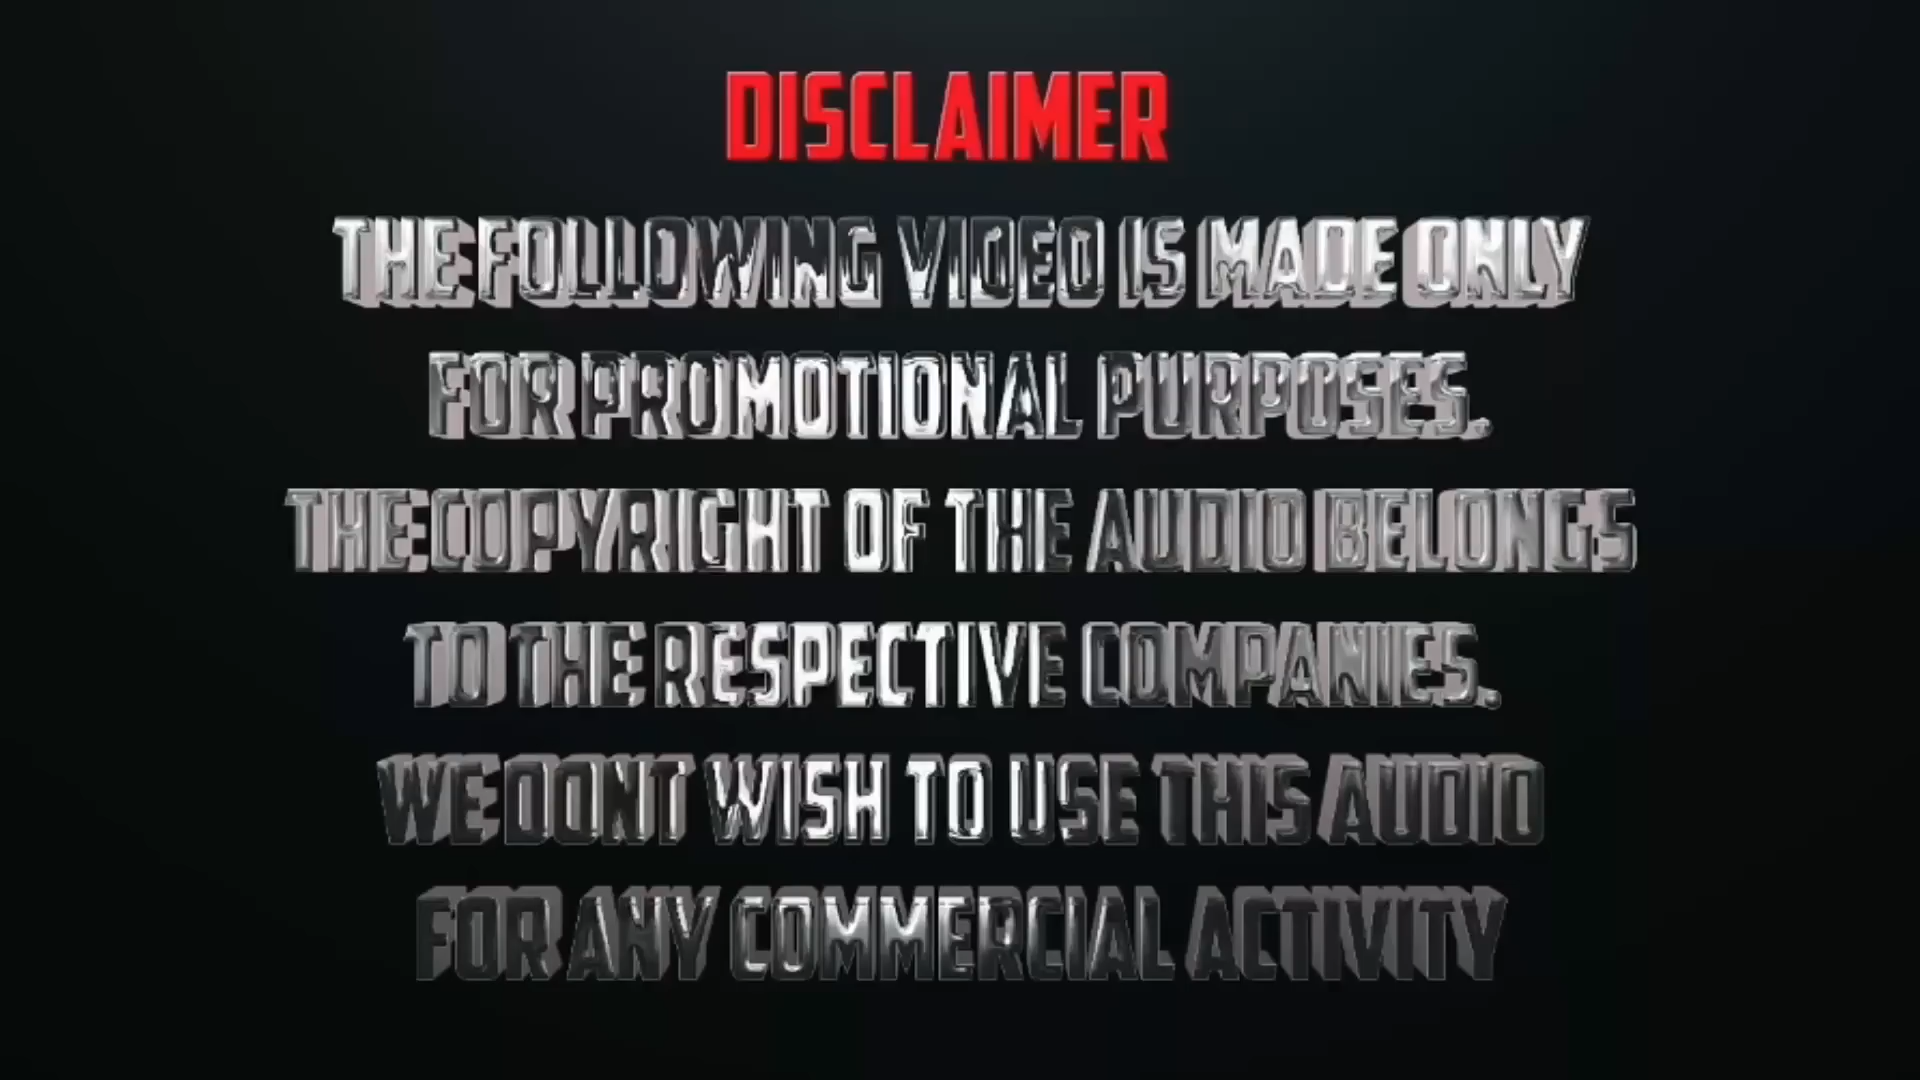 DISCLAIMER
THE FOLLOWING VIDEO IS MADE ONLY
FOR PROMOTIONAL PURPOSES.
THE COPYRIGHT OF THE AUDIO BELONGS
TO THE RESPECTIVE COMPANIES.
WE DONT WISH TO USE THIS AUDIO
FOR ANY COMMERCIAL ACTIVITY